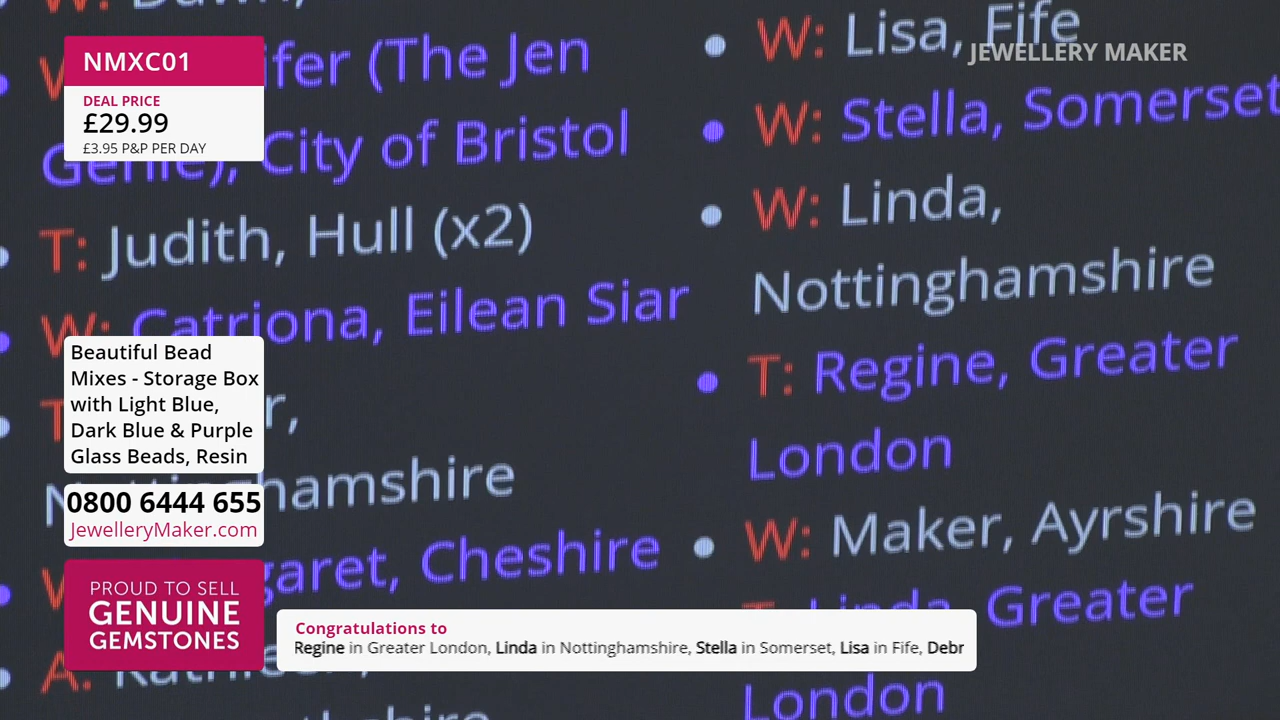 W: Dawn,
NMXC01
DEAL PRICE
£29.99
£3.95 P&P PER DAY
ifer (The Jen
Genie), City of Bristol
T: Judith, Hull (x2)
W: Catriona, Eilean Siar
Beautiful Bead
Mixes - Storage Box
with Light Blue,
Dark Blue & Purple
Glass Beads, Resin
r,
hamshire
0800 6444 655
JewelleryMaker.com
garet, Cheshire
PROUD TO SELL
GENUINE
GEMSTONES
A: Kathleen,
JEWELLERY MAKER
W: Lisa, Fife
W: Stella, Somerset
W: Linda,
Nottinghamshire
T: Regine, Greater
London
W: Maker, Ayrshire
T: Linda, Greater
London
Congratulations to
Regine in Greater London, Linda in Nottinghamshire, Stella in Somerset, Lisa in Fife, Debr